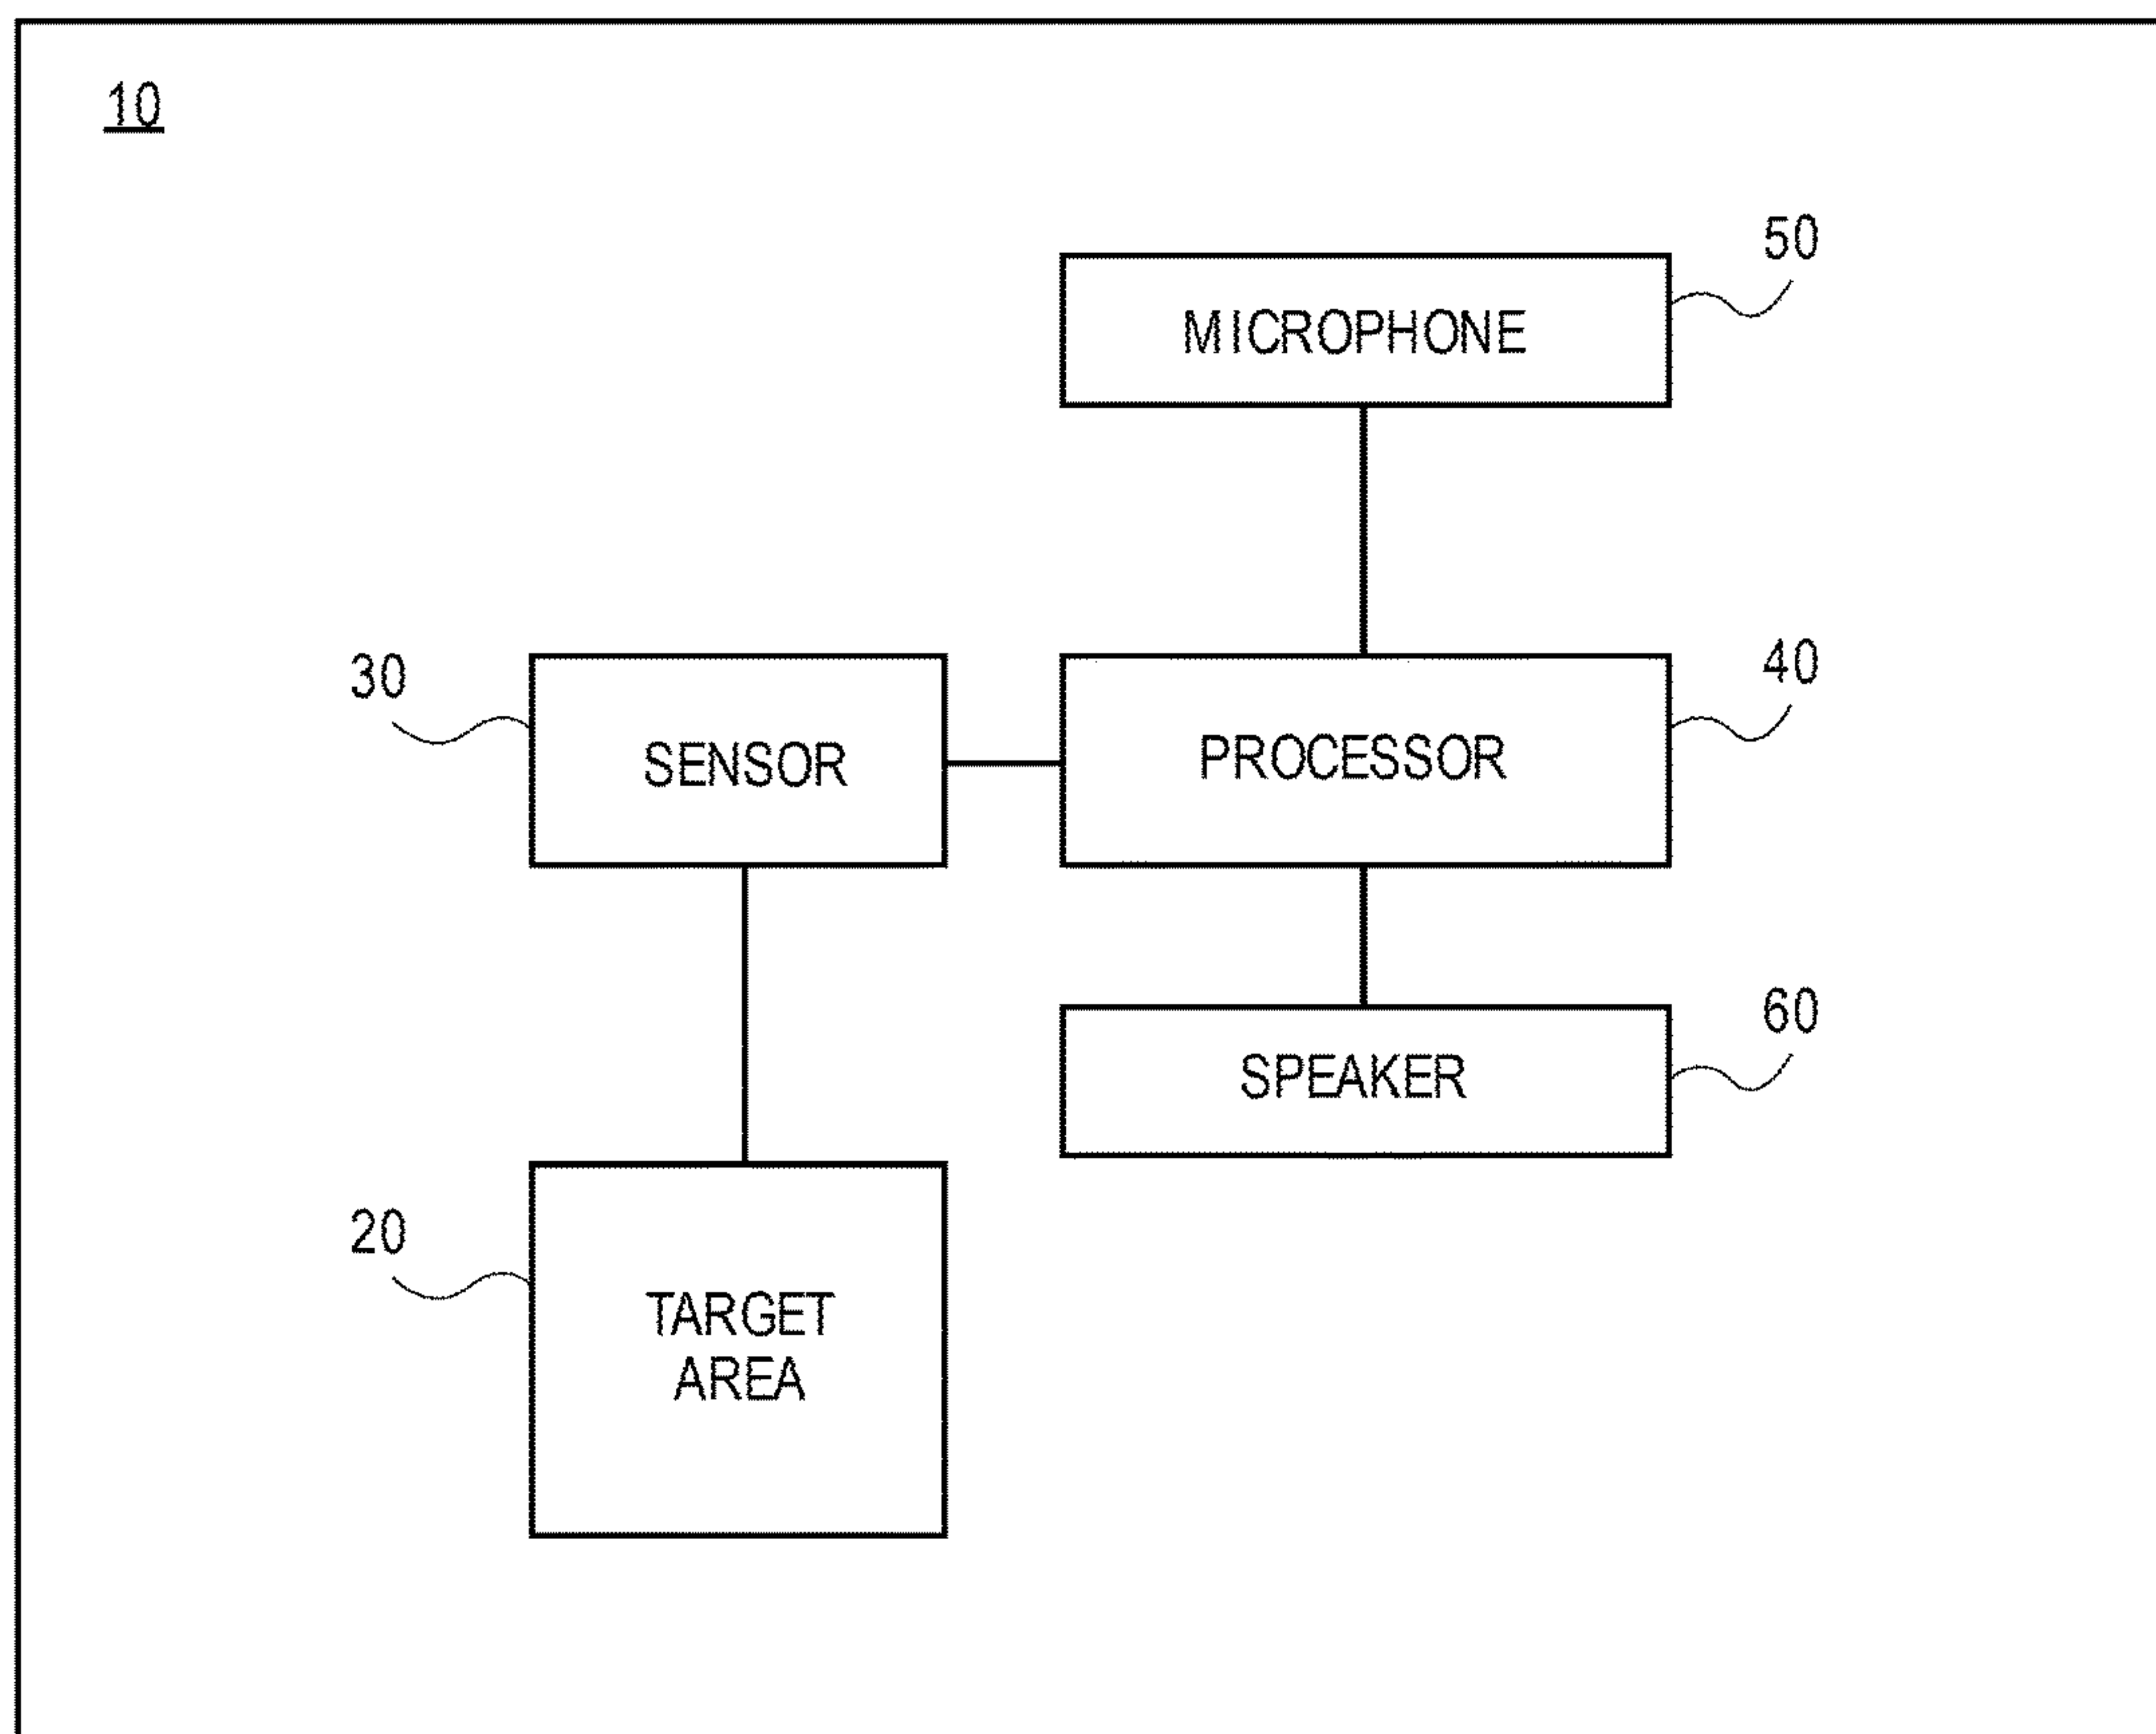 10
50
MICROPHONE
30
40
SENSOR
PROCESSOR
60
SPEAKER
20
TARGET
AREA